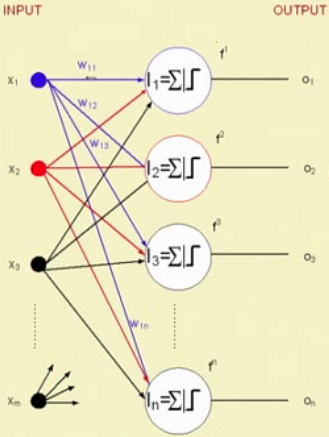 INPUT OUTPUT
f¹
x₁ w₁₁ I₁=Σ|⎍ o₁
w₁₂
f²
w₁₃
x₂ I₂=Σ|⎍ o₂
f³
x₃ I₃=Σ|⎍ o₃
w₁ₙ
fⁿ
xₘ Iₙ=Σ|⎍ oₙ